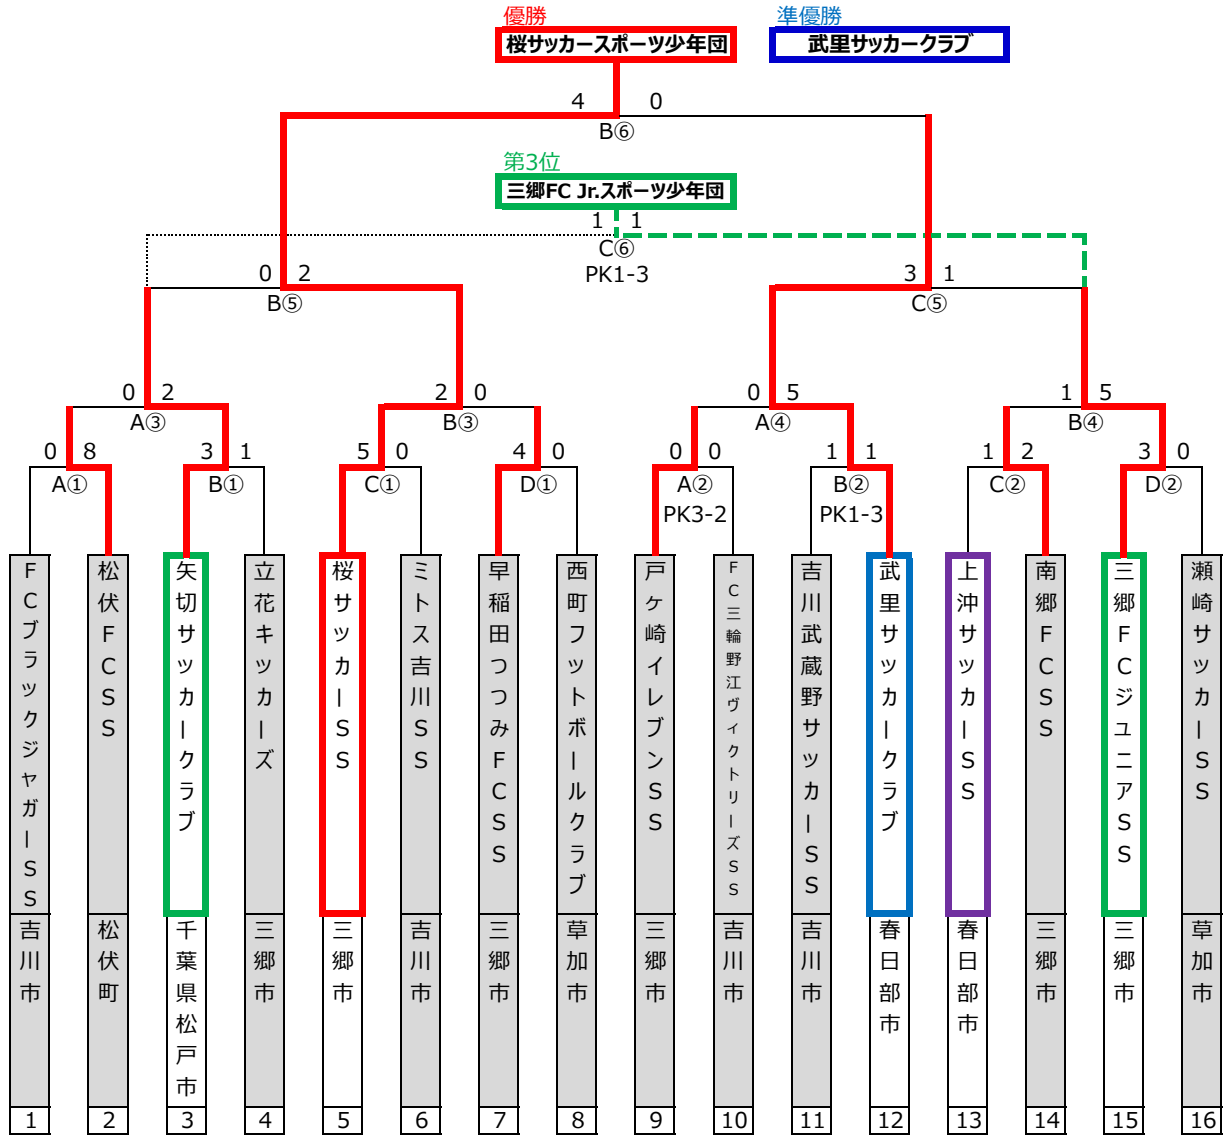 優勝 準優勝
桜サッカースポーツ少年団 武里サッカークラブ
4 0
B⑥
第3位
三郷FC Jr.スポーツ少年団
1 1
C⑥
PK1-3
0 2 3 1
B⑤ C⑤
0 2 2 0 0 5 1 5
A③ B③ A④ B④
0 8 3 1 5 0 4 0 0 0 1 1 1 2 3 0
A① B① C① D① A② B② C② D②
PK3-2 PK1-3
FCブラックジャガーSS
松伏FCSS
矢切サッカークラブ
立花キッカーズ
桜サッカーSS
ミトス吉川SS
早稲田つつみFCSS
西町フットボールクラブ
戸ヶ崎イレブンSS
FC三輪野江ヴィクトリーズSS
吉川武蔵野サッカーSS
武里サッカークラブ
上沖サッカーSS
南郷FCSS
三郷FCジュニアSS
瀬崎サッカーSS
吉川市
松伏町
千葉県松戸市
三郷市
三郷市
吉川市
三郷市
草加市
三郷市
吉川市
吉川市
春日部市
春日部市
三郷市
三郷市
草加市
1 2 3 4 5 6 7 8 9 10 11 12 13 14 15 16